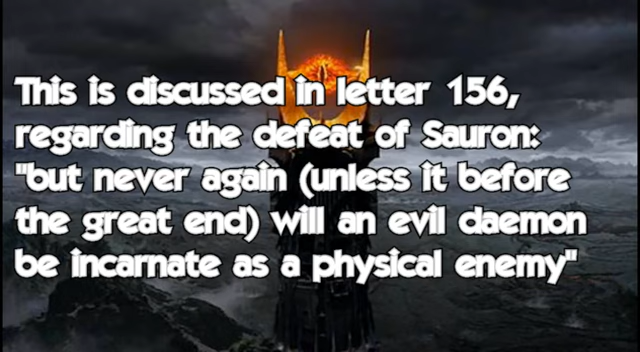 This is discussed in letter 156,
regarding the defeat of Sauron:
"but never again (unless it before
the great end) will an evil daemon
be incarnate as a physical enemy"